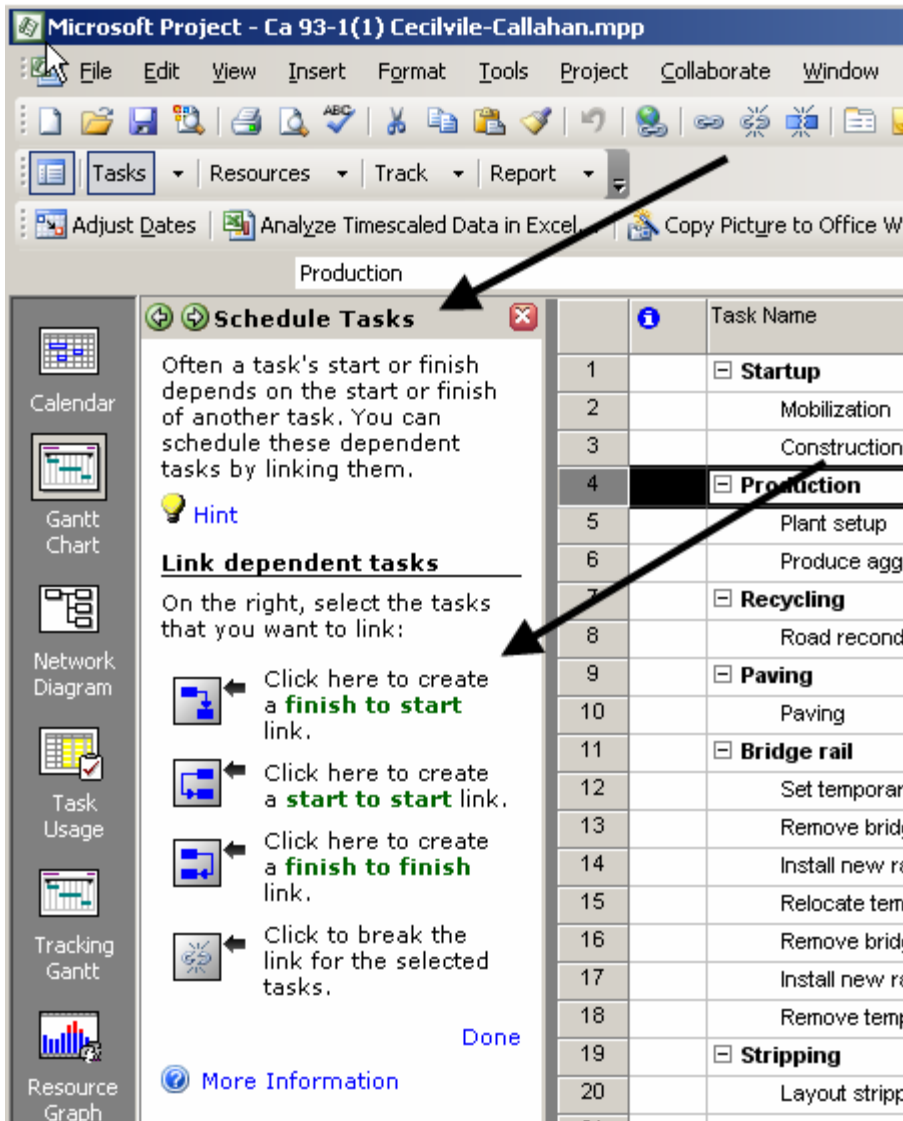 Microsoft Project - Ca 93-1(1) Cecilvile-Callahan.mpp
File Edit View Insert Format Tools Project Collaborate Window
ABC
Tasks Resources Track Report
Adjust Dates Analyze Timescaled Data in Excel... Copy Picture to Office W
Production
Calendar
Gantt
Chart
Network
Diagram
Task
Usage
Tracking
Gantt
Resource
Graph
Schedule Tasks
Often a task's start or finish
depends on the start or finish
of another task. You can
schedule these dependent
tasks by linking them.
Hint
Link dependent tasks
On the right, select the tasks
that you want to link:
Click here to create
a finish to start
link.
Click here to create
a start to start link.
Click here to create
a finish to finish
link.
Click to break the
link for the selected
tasks.
Done
More Information
Task Name
1 Startup
2 Mobilization
3 Construction
4 Production
5 Plant setup
6 Produce agg
7 Recycling
8 Road recond
9 Paving
10 Paving
11 Bridge rail
12 Set temporar
13 Remove bridg
14 Install new ra
15 Relocate tem
16 Remove bridg
17 Install new ra
18 Remove temp
19 Stripping
20 Layout stripp